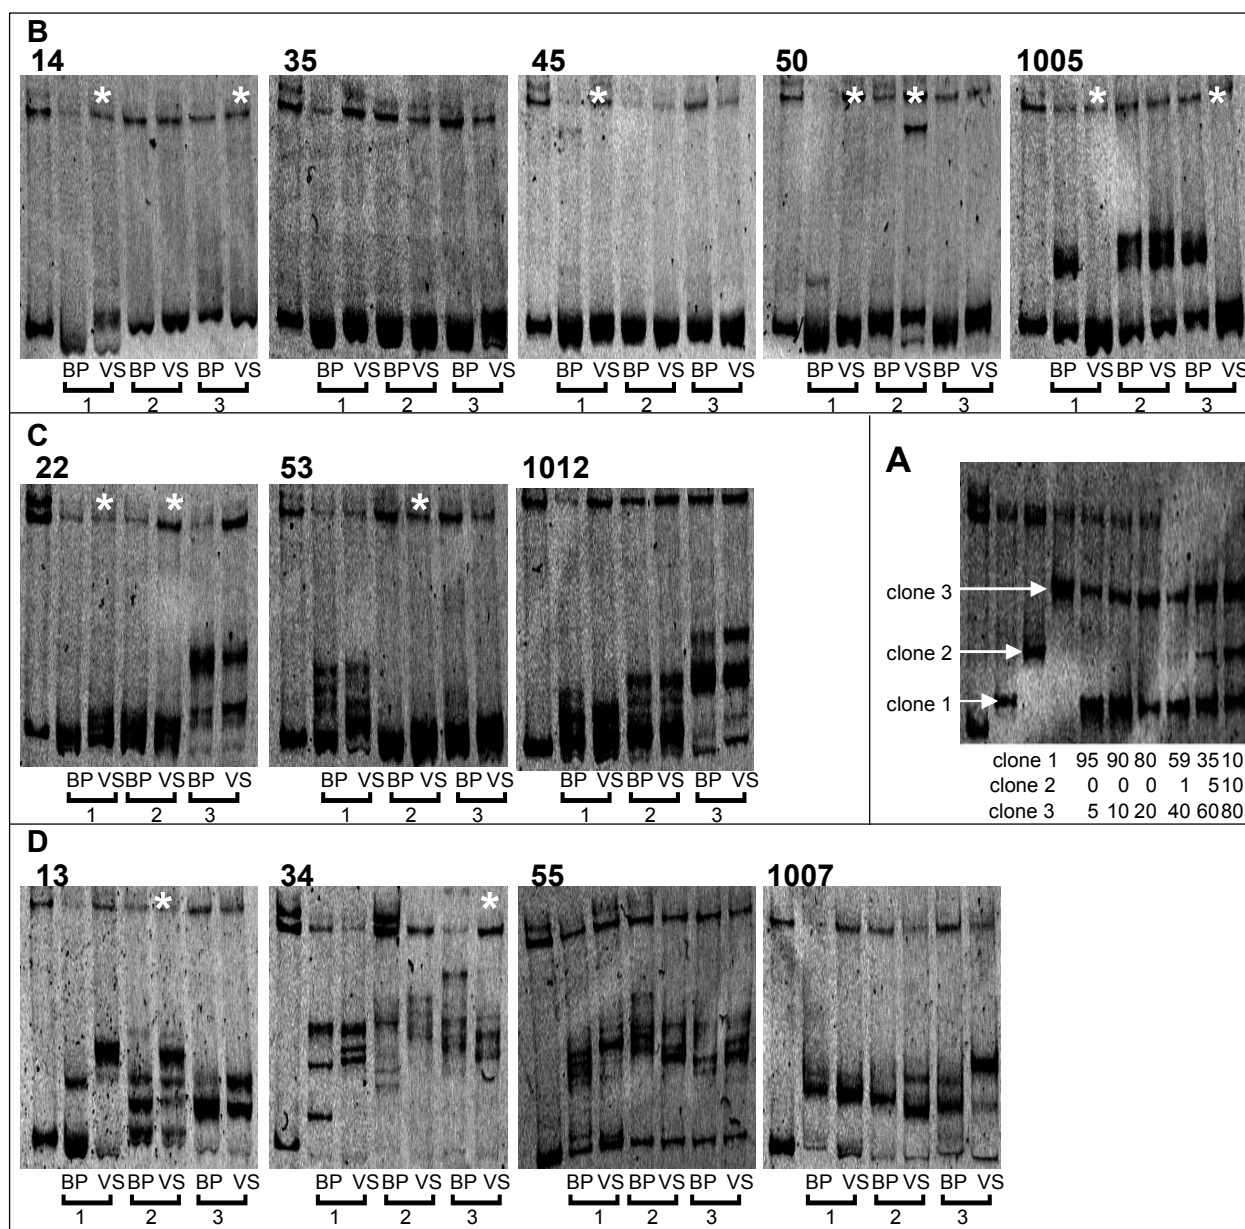 B
14 35 45 50 1005
* * * * * * *
BP VS BP VS BP VS BP VS BP VS BP VS BP VS BP VS BP VS BP VS BP VS BP VS BP VS BP VS BP VS
1 2 3 1 2 3 1 2 3 1 2 3 1 2 3
C
22 53 1012
* * *
BP VS BP VS BP VS BP VS BP VS BP VS BP VS BP VS BP VS
1 2 3 1 2 3 1 2 3
A
clone 3
clone 2
clone 1
clone 1 95 90 80 59 35 10
clone 2 0 0 0 1 5 10
clone 3 5 10 20 40 60 80
D
13 34 55 1007
* *
BP VS BP VS BP VS BP VS BP VS BP VS BP VS BP VS BP VS BP VS BP VS BP VS
1 2 3 1 2 3 1 2 3 1 2 3